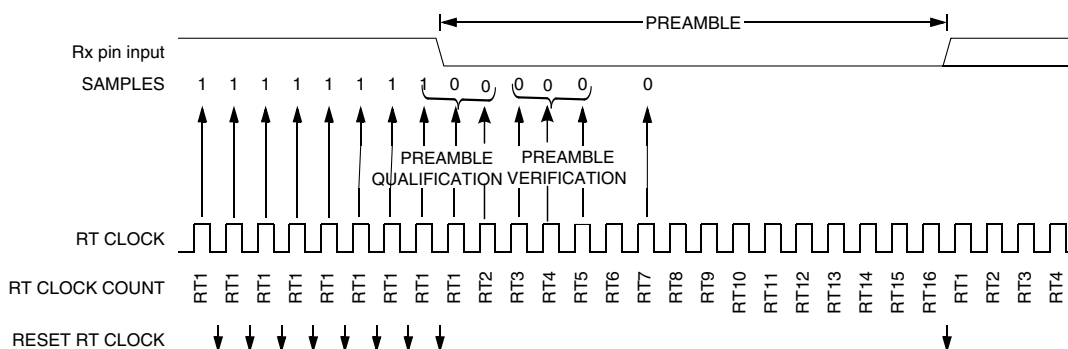 PREAMBLE
Rx pin input
SAMPLES 1 1 1 1 1 1 1 1 0 0 0 0 0 0
PREAMBLE QUALIFICATION
PREAMBLE VERIFICATION
RT CLOCK
RT CLOCK COUNT RT1 RT1 RT1 RT1 RT1 RT1 RT1 RT1 RT1 RT2 RT3 RT4 RT5 RT6 RT7 RT8 RT9 RT10 RT11 RT12 RT13 RT14 RT15 RT16 RT1 RT2 RT3 RT4
RESET RT CLOCK